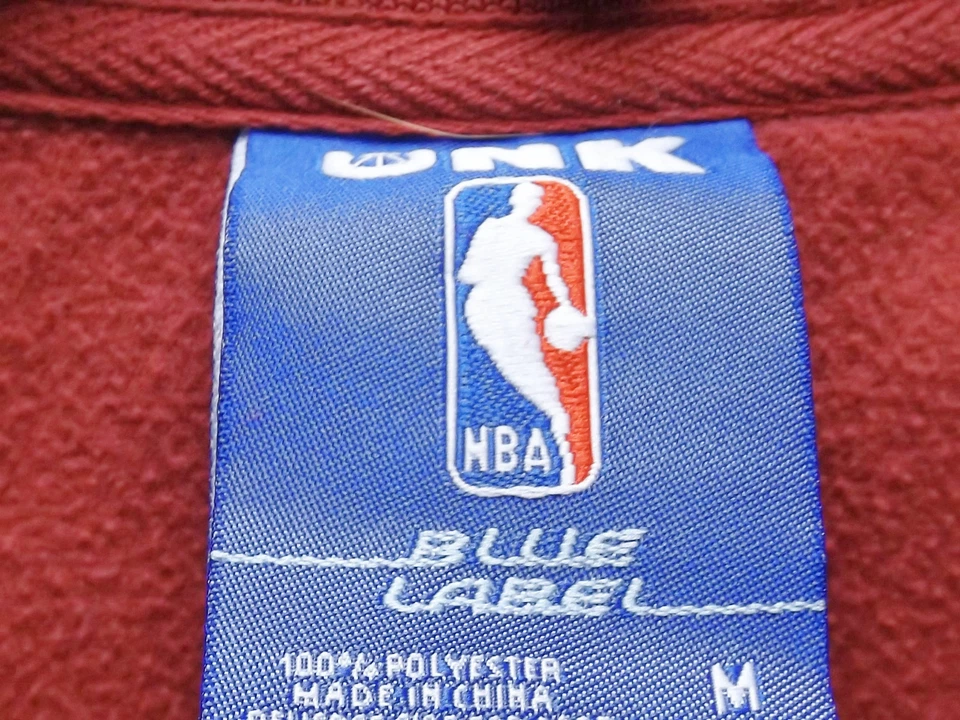 UNK
NBA
BLUE
LABEL
100% POLYESTER
M
MADE IN CHINA